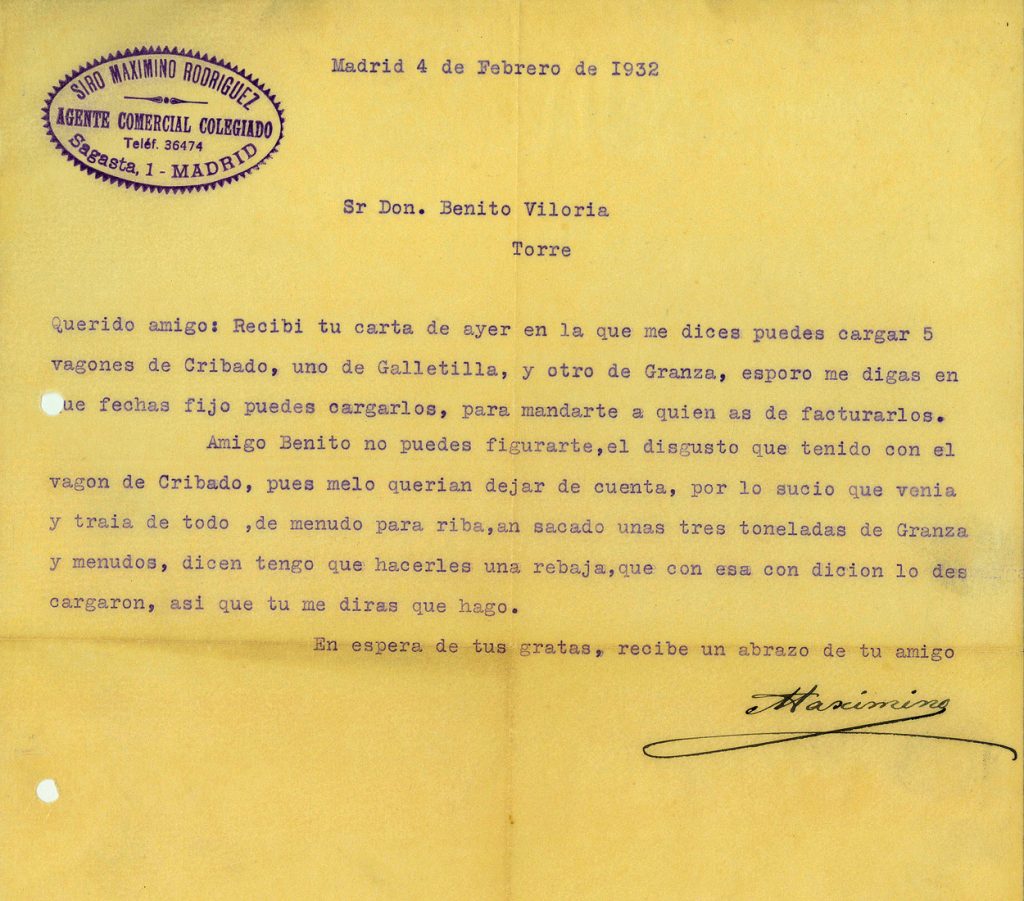 SIRO MAXIMINO RODRIGUEZ
AGENTE COMERCIAL COLEGIADO
Teléf. 36474
Sagasta, 1 - MADRID
Madrid 4 de Febrero de I932
Sr Don. Benito Viloria
Torre
Querido amigo: Recibi tu carta de ayer en la que me dices puedes cargar 5
vagones de Cribado, uno de Galletilla, y otro de Granza, esporo me digas en
ue fechas fijo puedes cargarlos, para mandarte a quien as de facturarlos.
Amigo Benito no puedes figurarte,el disgusto que tenido con el
vagon de Cribado, pues melo querian dejar de cuenta, por lo sucio que venia
y traia de todo ,de menudo para riba,an sacado unas tres toneladas de Granza
y menudos, dicen tengo que hacerles una rebaja,que con esa con dicion lo des
cargaron, asi que tu me diras que hago.
En espera de tus gratas, recibe un abrazo de tu amigo
Maximino